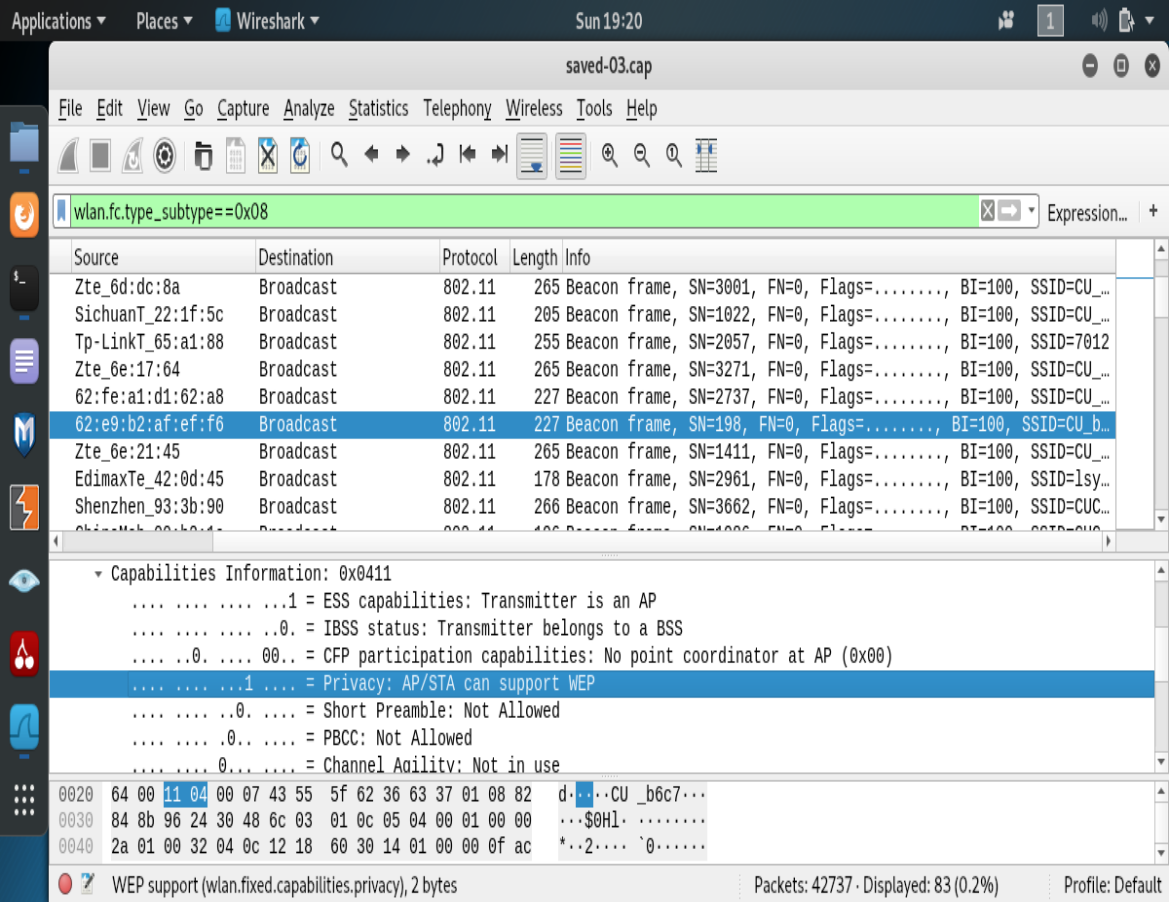 Applications Places Wireshark Sun 19:20 1
saved-03.cap
File Edit View Go Capture Analyze Statistics Telephony Wireless Tools Help
wlan.fc.type_subtype==0x08 Expression… +
Source Destination Protocol Length Info
Zte_6d:dc:8a Broadcast 802.11 265 Beacon frame, SN=3001, FN=0, Flags=........, BI=100, SSID=CU_…
SichuanT_22:1f:5c Broadcast 802.11 205 Beacon frame, SN=1022, FN=0, Flags=........, BI=100, SSID=CU_…
Tp-LinkT_65:a1:88 Broadcast 802.11 255 Beacon frame, SN=2057, FN=0, Flags=........, BI=100, SSID=7012
Zte_6e:17:64 Broadcast 802.11 265 Beacon frame, SN=3271, FN=0, Flags=........, BI=100, SSID=CU_…
62:fe:a1:d1:62:a8 Broadcast 802.11 227 Beacon frame, SN=2737, FN=0, Flags=........, BI=100, SSID=CU_…
62:e9:b2:af:ef:f6 Broadcast 802.11 227 Beacon frame, SN=198, FN=0, Flags=........, BI=100, SSID=CU_b…
Zte_6e:21:45 Broadcast 802.11 265 Beacon frame, SN=1411, FN=0, Flags=........, BI=100, SSID=CU_…
EdimaxTe_42:0d:45 Broadcast 802.11 178 Beacon frame, SN=2961, FN=0, Flags=........, BI=100, SSID=lsy…
Shenzhen_93:3b:90 Broadcast 802.11 266 Beacon frame, SN=3662, FN=0, Flags=........, BI=100, SSID=CUC…
Capabilities Information: 0x0411
.... .... .... ...1 = ESS capabilities: Transmitter is an AP
.... .... .... ..0. = IBSS status: Transmitter belongs to a BSS
.... ..0. .... 00.. = CFP participation capabilities: No point coordinator at AP (0x00)
.... .... ...1 .... = Privacy: AP/STA can support WEP
.... .... ..0. .... = Short Preamble: Not Allowed
.... .... .0.. .... = PBCC: Not Allowed
.... .... 0... .... = Channel Agility: Not in use
0020 64 00 11 04 00 07 43 55 5f 62 36 63 37 01 08 82 d·····CU _b6c7···
0030 84 8b 96 24 30 48 6c 03 01 0c 05 04 00 01 00 00 ···$0Hl· ········
0040 2a 01 00 32 04 0c 12 18 60 30 14 01 00 00 0f ac *··2···· `0······
WEP support (wlan.fixed.capabilities.privacy), 2 bytes Packets: 42737 · Displayed: 83 (0.2%) Profile: Default